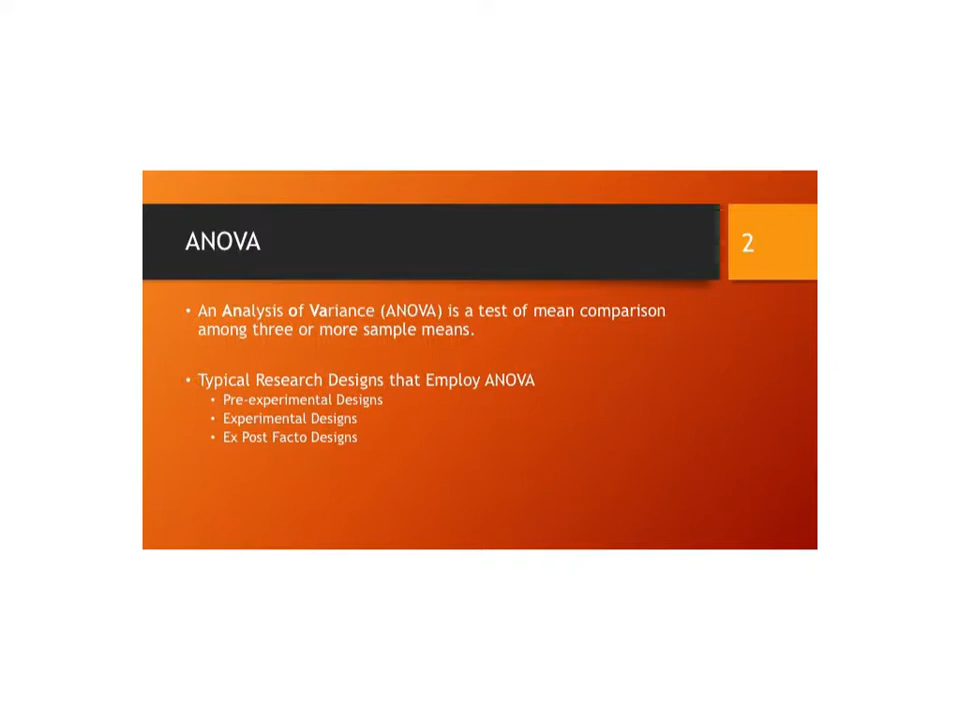 ANOVA
2
• An Analysis of Variance (ANOVA) is a test of mean comparison
among three or more sample means.
• Typical Research Designs that Employ ANOVA
• Pre-experimental Designs
• Experimental Designs
• Ex Post Facto Designs